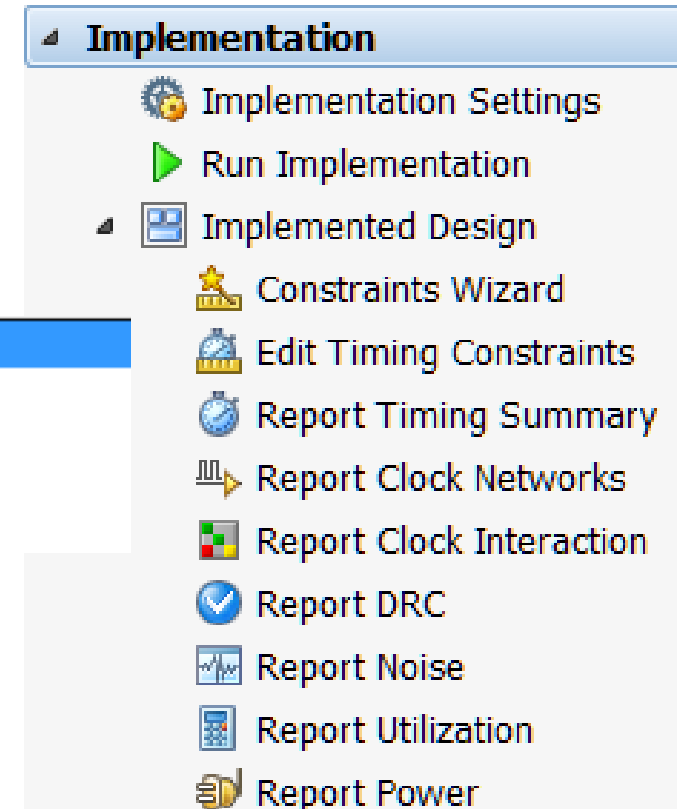 Implementation
Implementation Settings
Run Implementation
Implemented Design
Constraints Wizard
Edit Timing Constraints
Report Timing Summary
Report Clock Networks
Report Clock Interaction
Report DRC
Report Noise
Report Utilization
Report Power